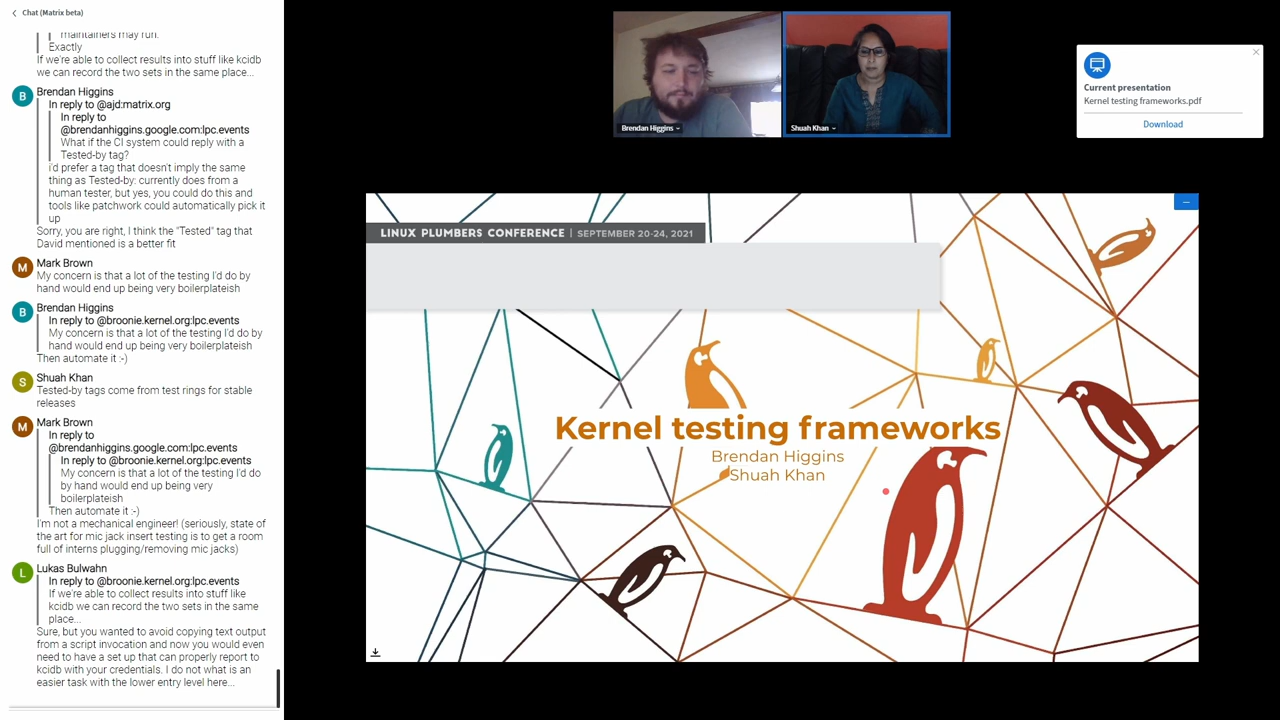 Chat (Matrix beta)
maintainers may run.
Exactly
If we're able to collect results into stuff like kcidb
we can record the two sets in the same place...
B
Brendan Higgins
In reply to @ajd:matrix.org
In reply to
@brendanhiggins.google.com:lpc.events
What if the CI system could reply with a
Tested-by tag?
i'd prefer a tag that doesn't imply the same
thing as Tested-by: currently does from a
human tester, but yes, you could do this and
tools like patchwork could automatically pick it
up
Sorry, you are right, I think the "Tested" tag that
David mentioned is a better fit
M
Mark Brown
My concern is that a lot of the testing I'd do by
hand would end up being very boilerplateish
B
Brendan Higgins
In reply to @broonie.kernel.org:lpc.events
My concern is that a lot of the testing I'd do by
hand would end up being very boilerplateish
Then automate it :-)
S
Shuah Khan
Tested-by tags come from test rings for stable
releases
M
Mark Brown
In reply to
@brendanhiggins.google.com:lpc.events
In reply to @broonie.kernel.org:lpc.events
My concern is that a lot of the testing I'd do
by hand would end up being very
boilerplateish
Then automate it :-)
I'm not a mechanical engineer! (seriously, state of
the art for mic jack insert testing is to get a room
full of interns plugging/removing mic jacks)
L
Lukas Bulwahn
In reply to @broonie.kernel.org:lpc.events
If we're able to collect results into stuff like
kcidb we can record the two sets in the same
place...
Sure, but you wanted to avoid copying text output
from a script invocation and now you would even
need to have a set up that can properly report to
kcidb with your credentials. I do not what is an
easier task with the lower entry level here...
Brendan Higgins
Shuah Khan
Current presentation
Kernel testing frameworks.pdf
Download
LINUX PLUMBERS CONFERENCE | SEPTEMBER 20-24, 2021
Kernel testing frameworks
Brendan Higgins
Shuah Khan